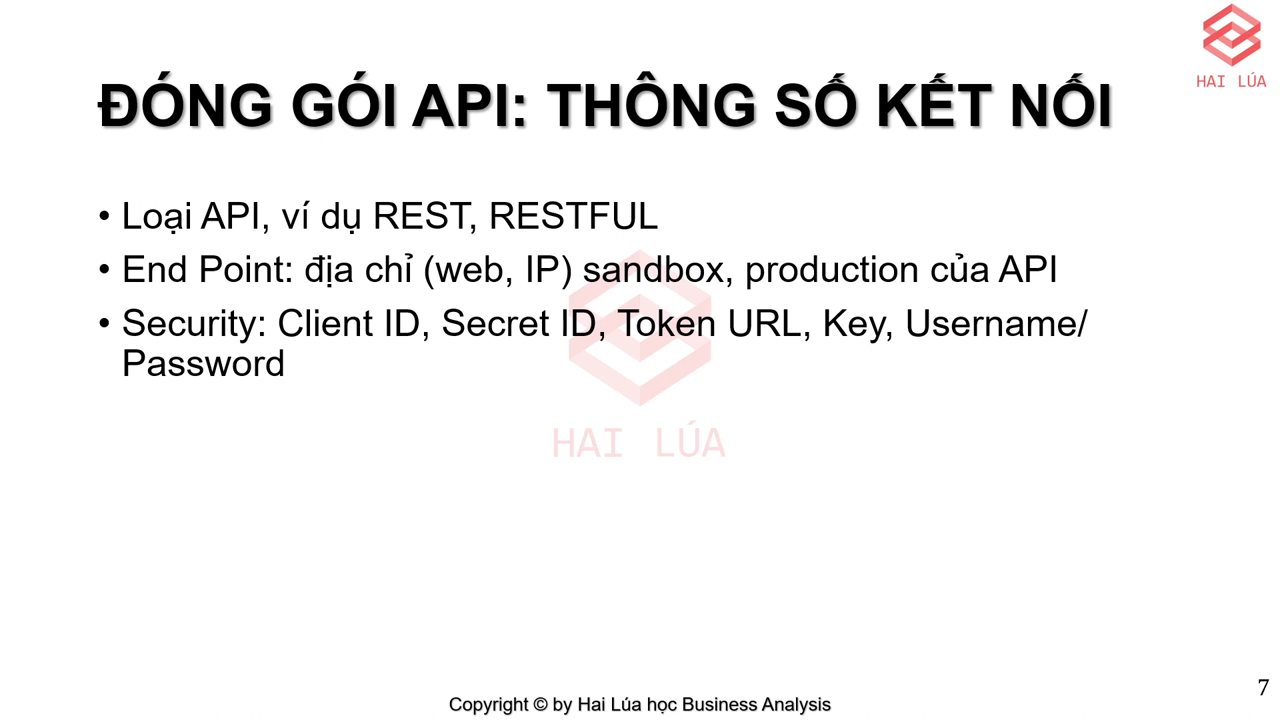 HAI LÚA
ĐÓNG GÓI API: THÔNG SỐ KẾT NỐI
• Loại API, ví dụ REST, RESTFUL
• End Point: địa chỉ (web, IP) sandbox, production của API
• Security: Client ID, Secret ID, Token URL, Key, Username/
Password
HAI LÚA
Copyright © by Hai Lúa học Business Analysis
7